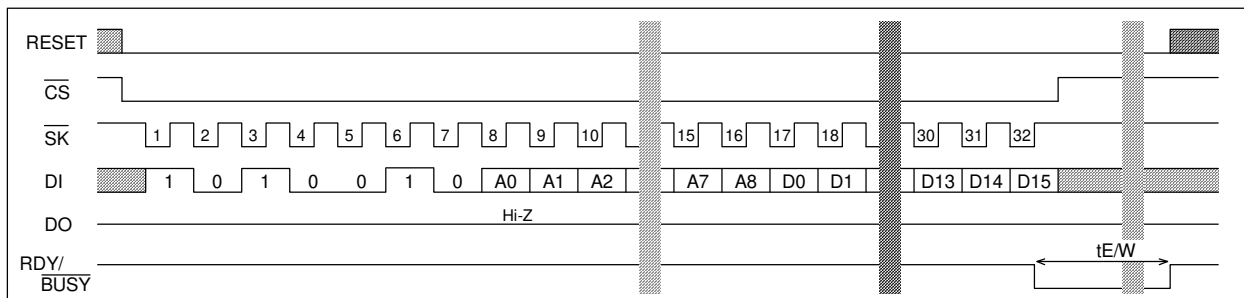 RESET
CS
SK 1 2 3 4 5 6 7 8 9 10 15 16 17 18 30 31 32
DI 1 0 1 0 0 1 0 A0 A1 A2 A7 A8 D0 D1 D13 D14 D15
DO Hi-Z
RDY/ tE/W
BUSY